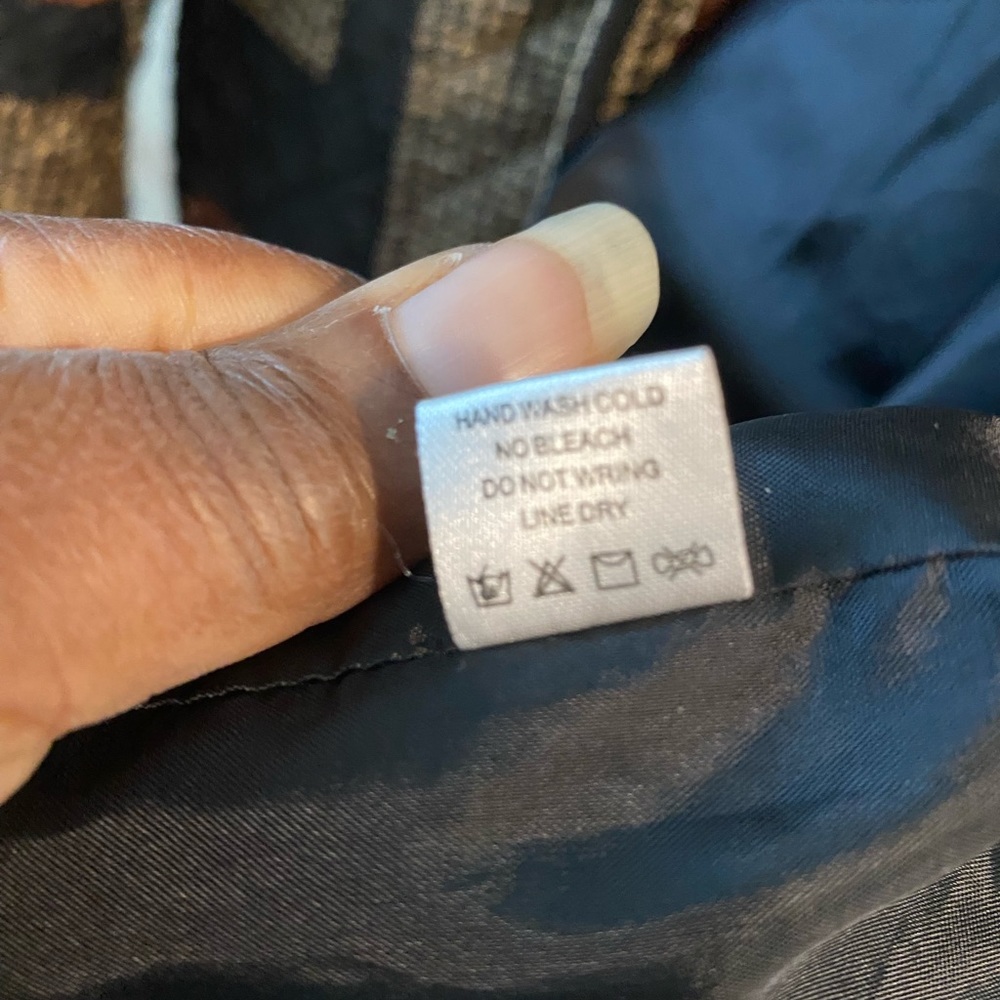 HAND WASH COLD
NO BLEACH
DO NOT WRING
LINE DRY